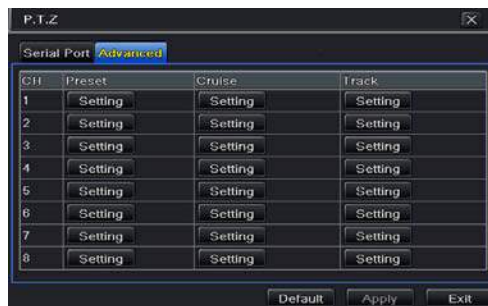 P.T.Z
Serial Port Advanced
CH Preset Cruise Track
1 Setting Setting Setting
2 Setting Setting Setting
3 Setting Setting Setting
4 Setting Setting Setting
5 Setting Setting Setting
6 Setting Setting Setting
7 Setting Setting Setting
8 Setting Setting Setting
Default Apply Exit